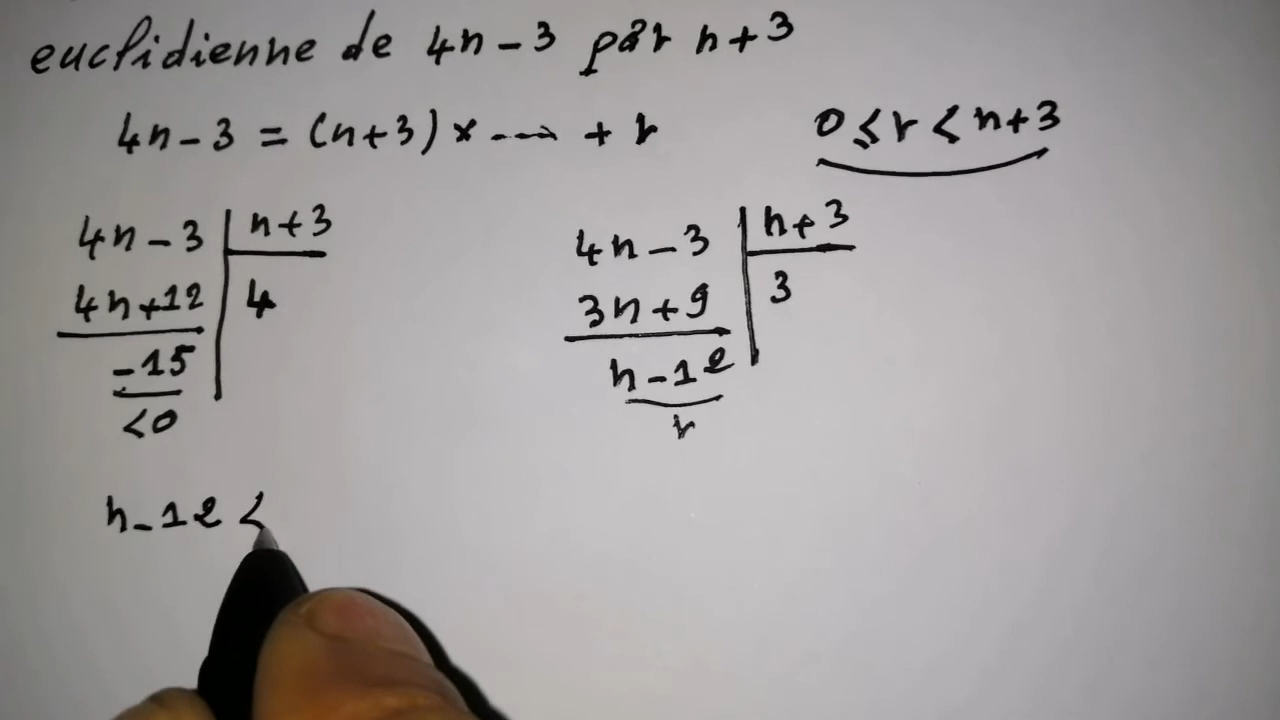 euclidienne de 4n-3 par n+3
4n-3 = (n+3) × ---- + r 0 ≤ r < n+3
4n-3 n+3
4n+12 4
-15
<0
4n-3 n+3
3n+9 3
n-12
r
n-12 <